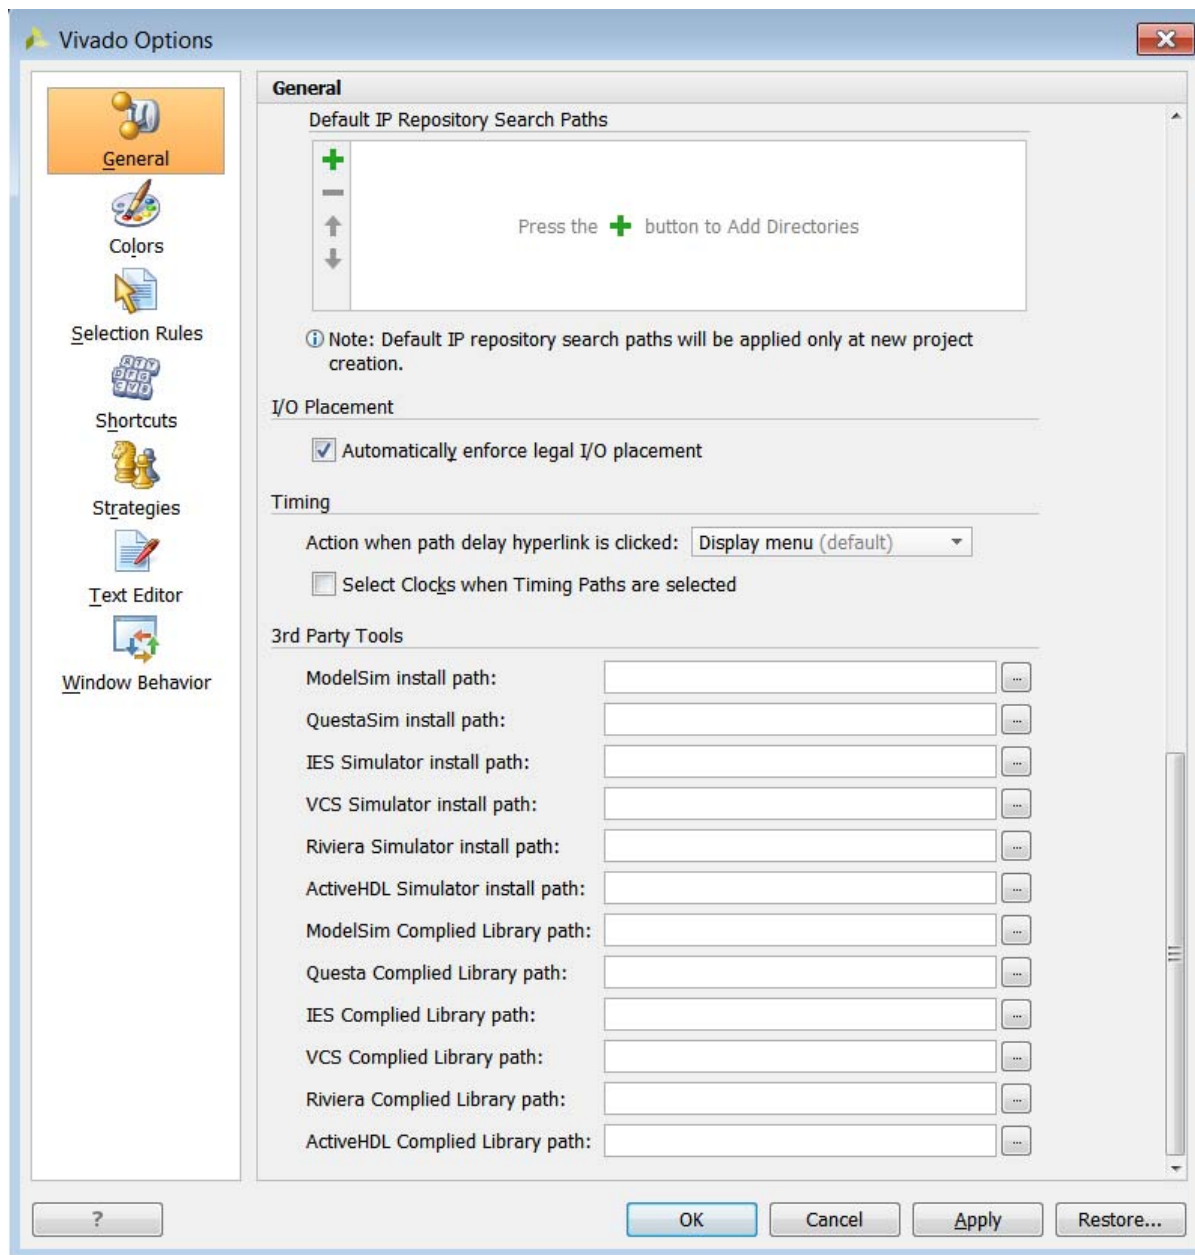 Vivado Options
General
Colors
Selection Rules
Shortcuts
Strategies
Text Editor
Window Behavior
General
Default IP Repository Search Paths
Press the + button to Add Directories
Note: Default IP repository search paths will be applied only at new project
creation.
I/O Placement
Automatically enforce legal I/O placement
Timing
Action when path delay hyperlink is clicked: Display menu (default)
Select Clocks when Timing Paths are selected
3rd Party Tools
ModelSim install path: ...
QuestaSim install path: ...
IES Simulator install path: ...
VCS Simulator install path: ...
Riviera Simulator install path: ...
ActiveHDL Simulator install path: ...
ModelSim Complied Library path: ...
Questa Complied Library path: ...
IES Complied Library path: ...
VCS Complied Library path: ...
Riviera Complied Library path: ...
ActiveHDL Complied Library path: ...
? OK Cancel Apply Restore...